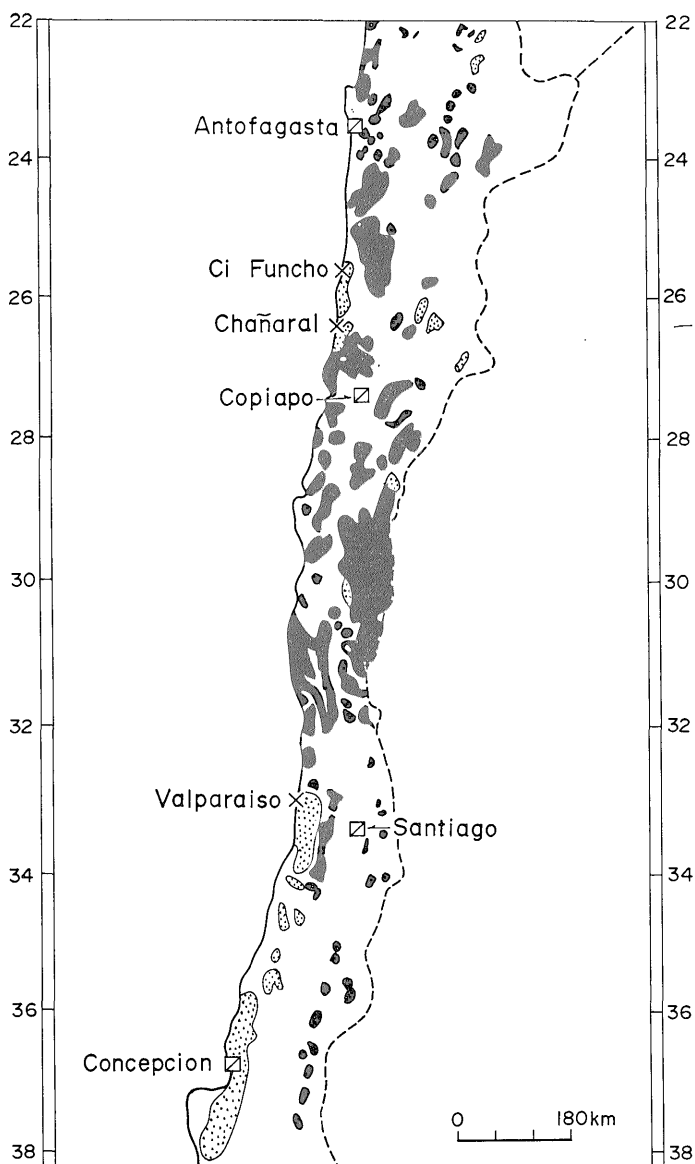 22 22
Antofagasta
24 24
Ci Funcho
26 26
Chañaral
Copiapo
28 28
30 30
32 32
Valparaiso
Santiago
34 34
36 36
Concepcion
0 180km
38 38